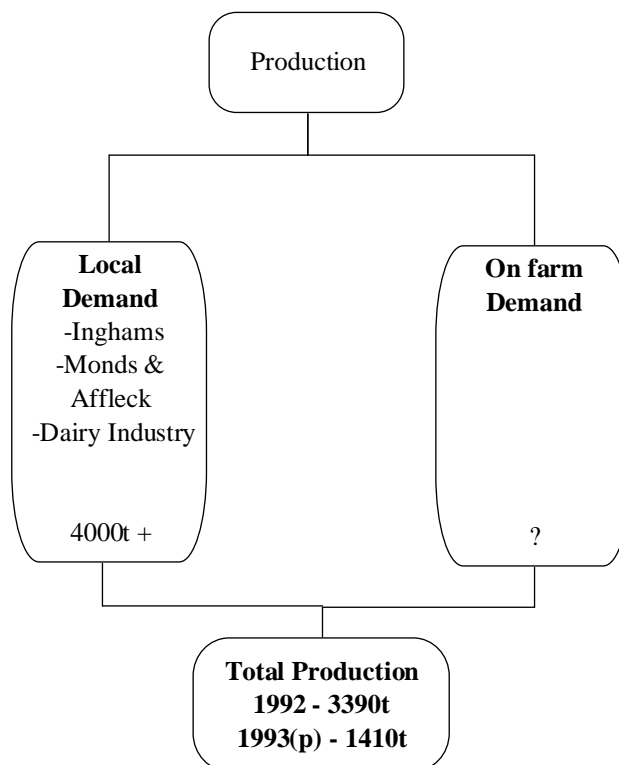 Production
Local
Demand
-Inghams
-Monds &
Affleck
-Dairy Industry
4000t +
On farm
Demand
?
Total Production
1992 - 3390t
1993(p) - 1410t